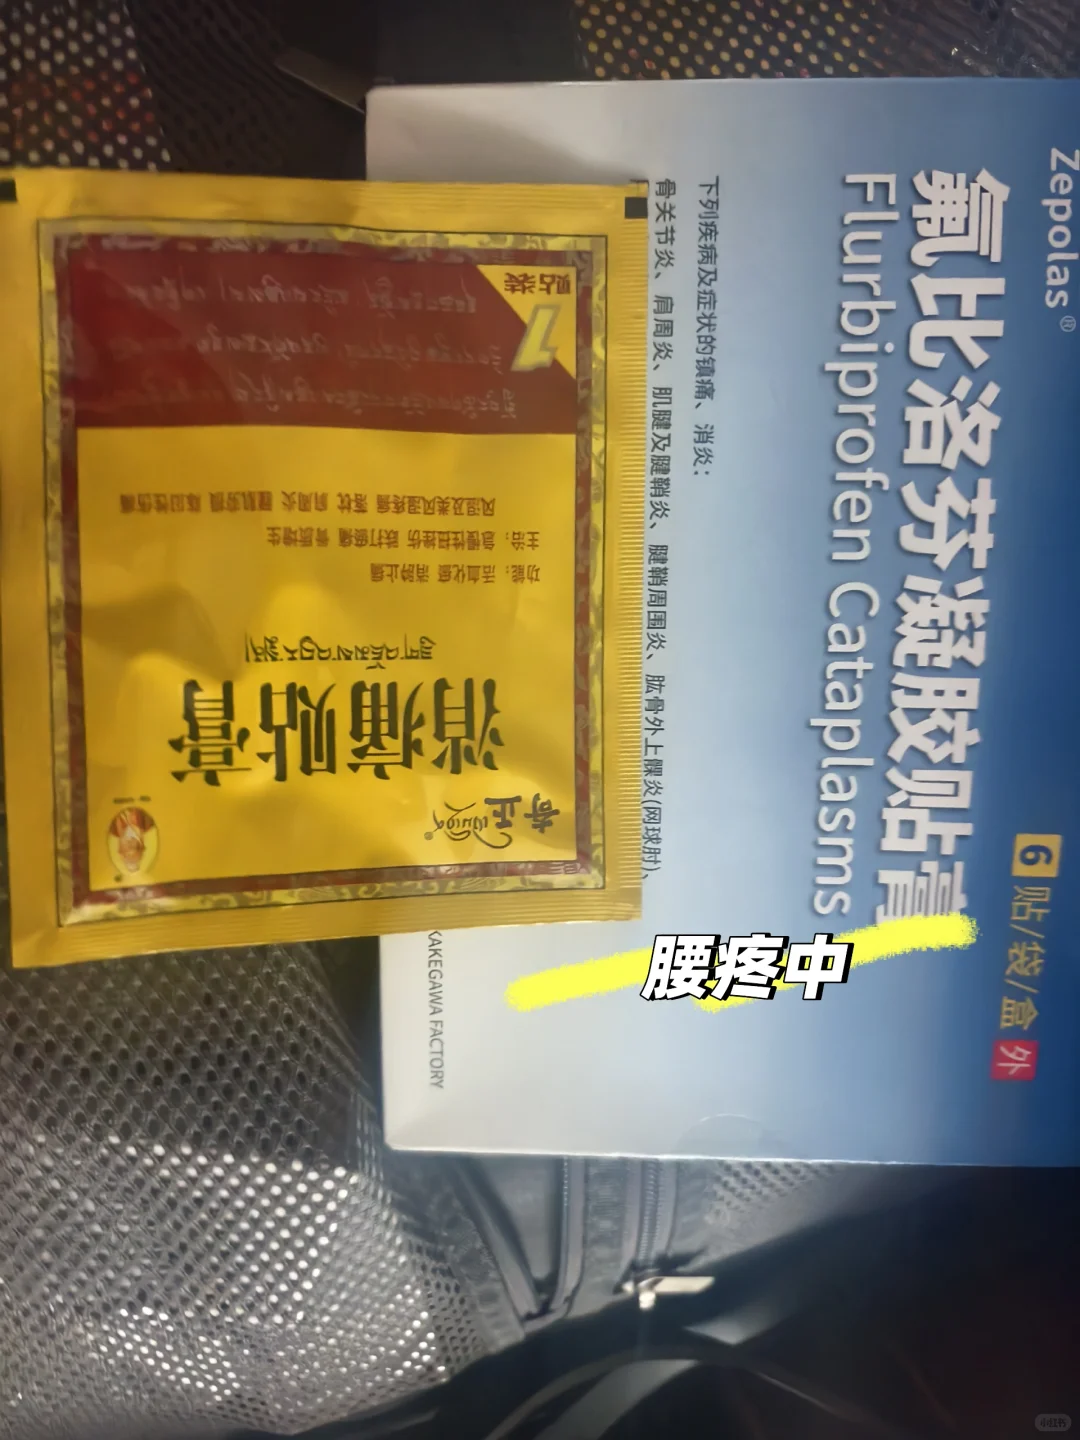 Zepolas®
氟比洛芬凝胶贴膏
Flurbiprofen Cataplasms
6贴/袋/盒
外
下列疾病及症状的镇痛、消炎：
骨关节炎、肩周炎、肌腱及腱鞘炎、腱鞘周围炎、肱骨外上髁炎(网球肘)、
KAKEGAWA FACTORY
奇正
消痛贴膏
功能：活血化瘀 消肿止痛
主治：急慢性扭挫伤 跌打瘀痛 骨质增生
风湿及类风湿疼痛 落枕 肩周炎 腰肌劳损 陈旧性伤痛
1
贴装
腰疼中
小红书